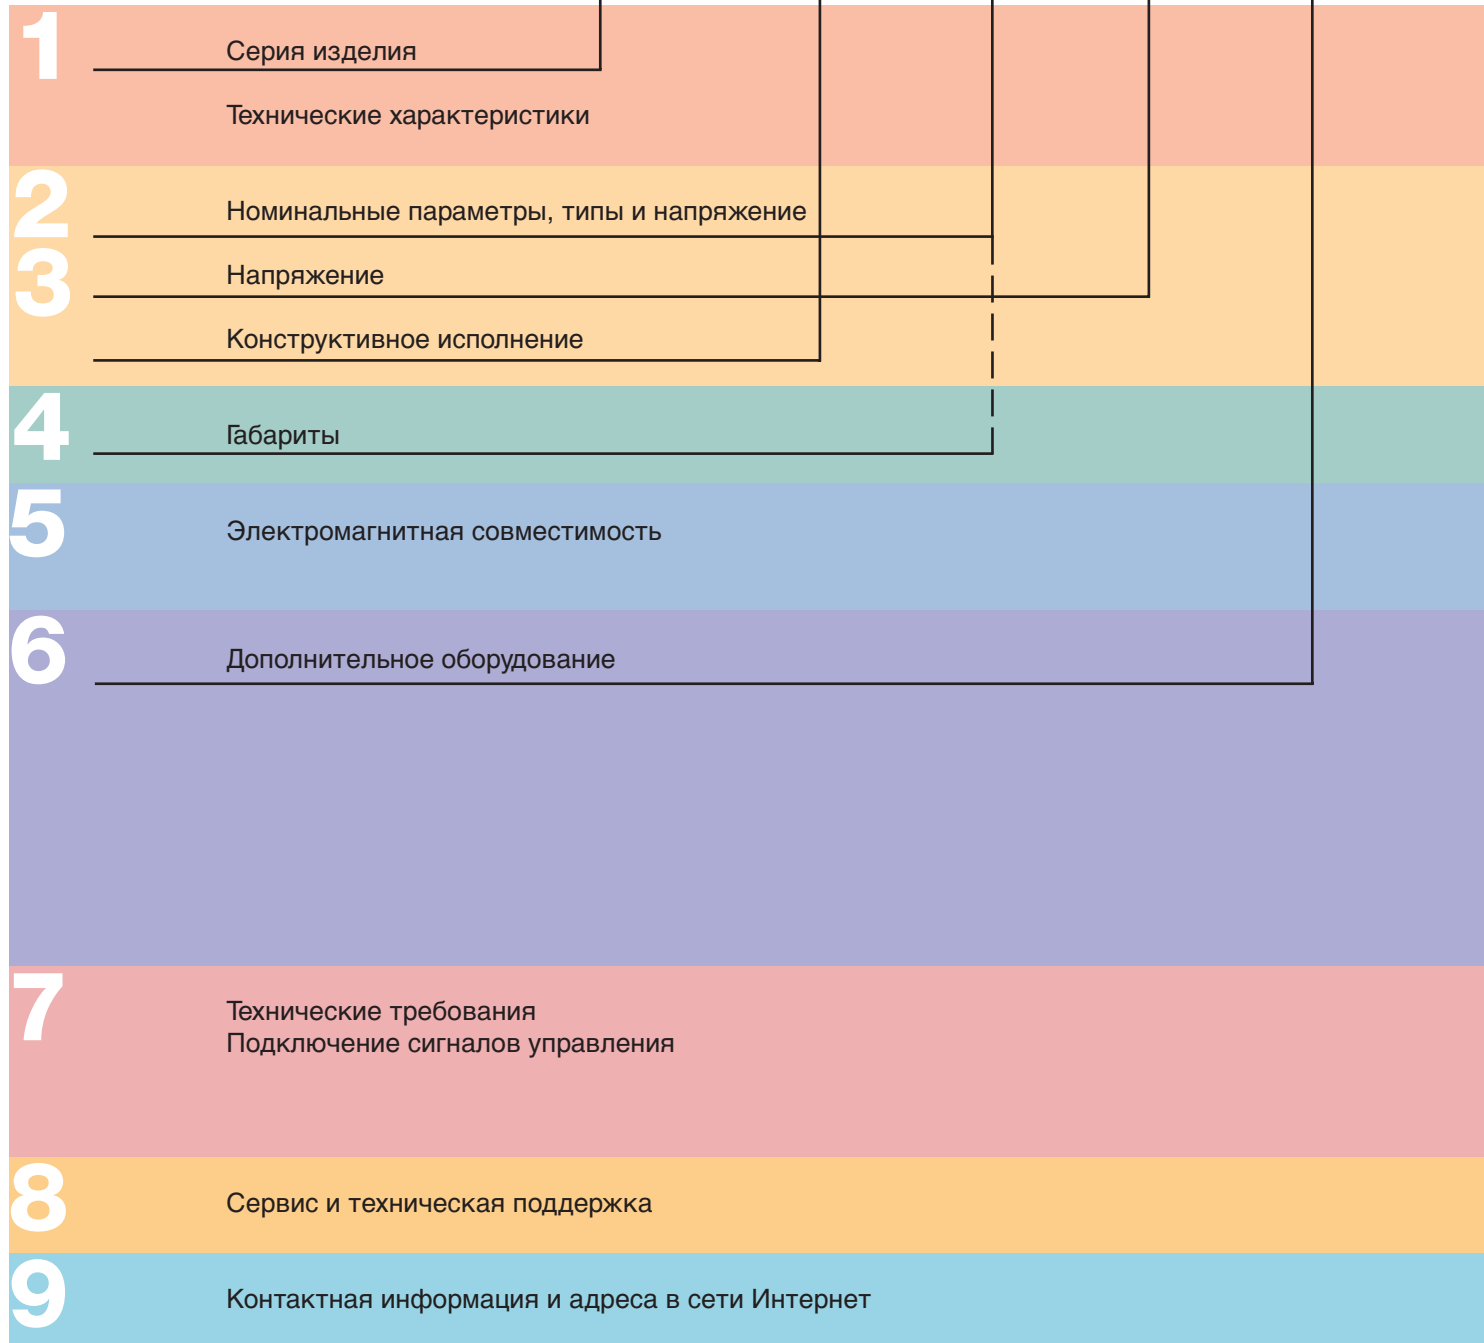 1
Серия изделия
Технические характеристики
2
Номинальные параметры, типы и напряжение
3
Напряжение
Конструктивное исполнение
4
Габариты
5
Электромагнитная совместимость
6
Дополнительное оборудование
7
Технические требования
Подключение сигналов управления
8
Сервис и техническая поддержка
9
Контактная информация и адреса в сети Интернет